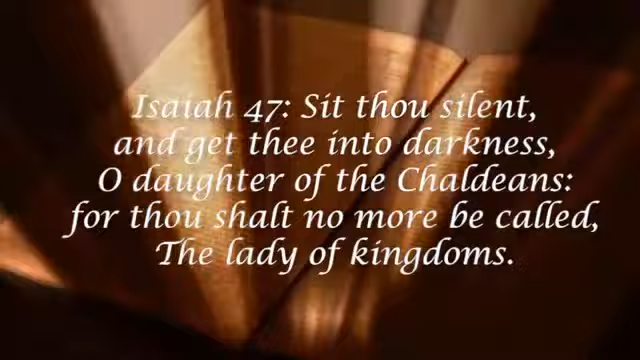 Isaiah 47: Sit thou silent,
and get thee into darkness,
O daughter of the Chaldeans:
for thou shalt no more be called,
The lady of kingdoms.